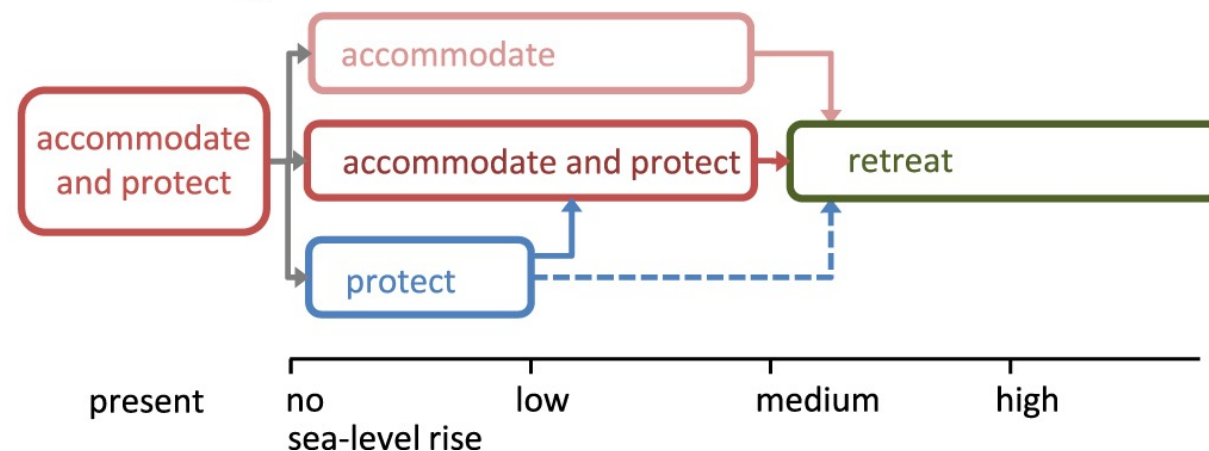 accommodate
accommodate
and protect
accommodate and protect
retreat
protect
present
no
low
medium
high
sea-level rise